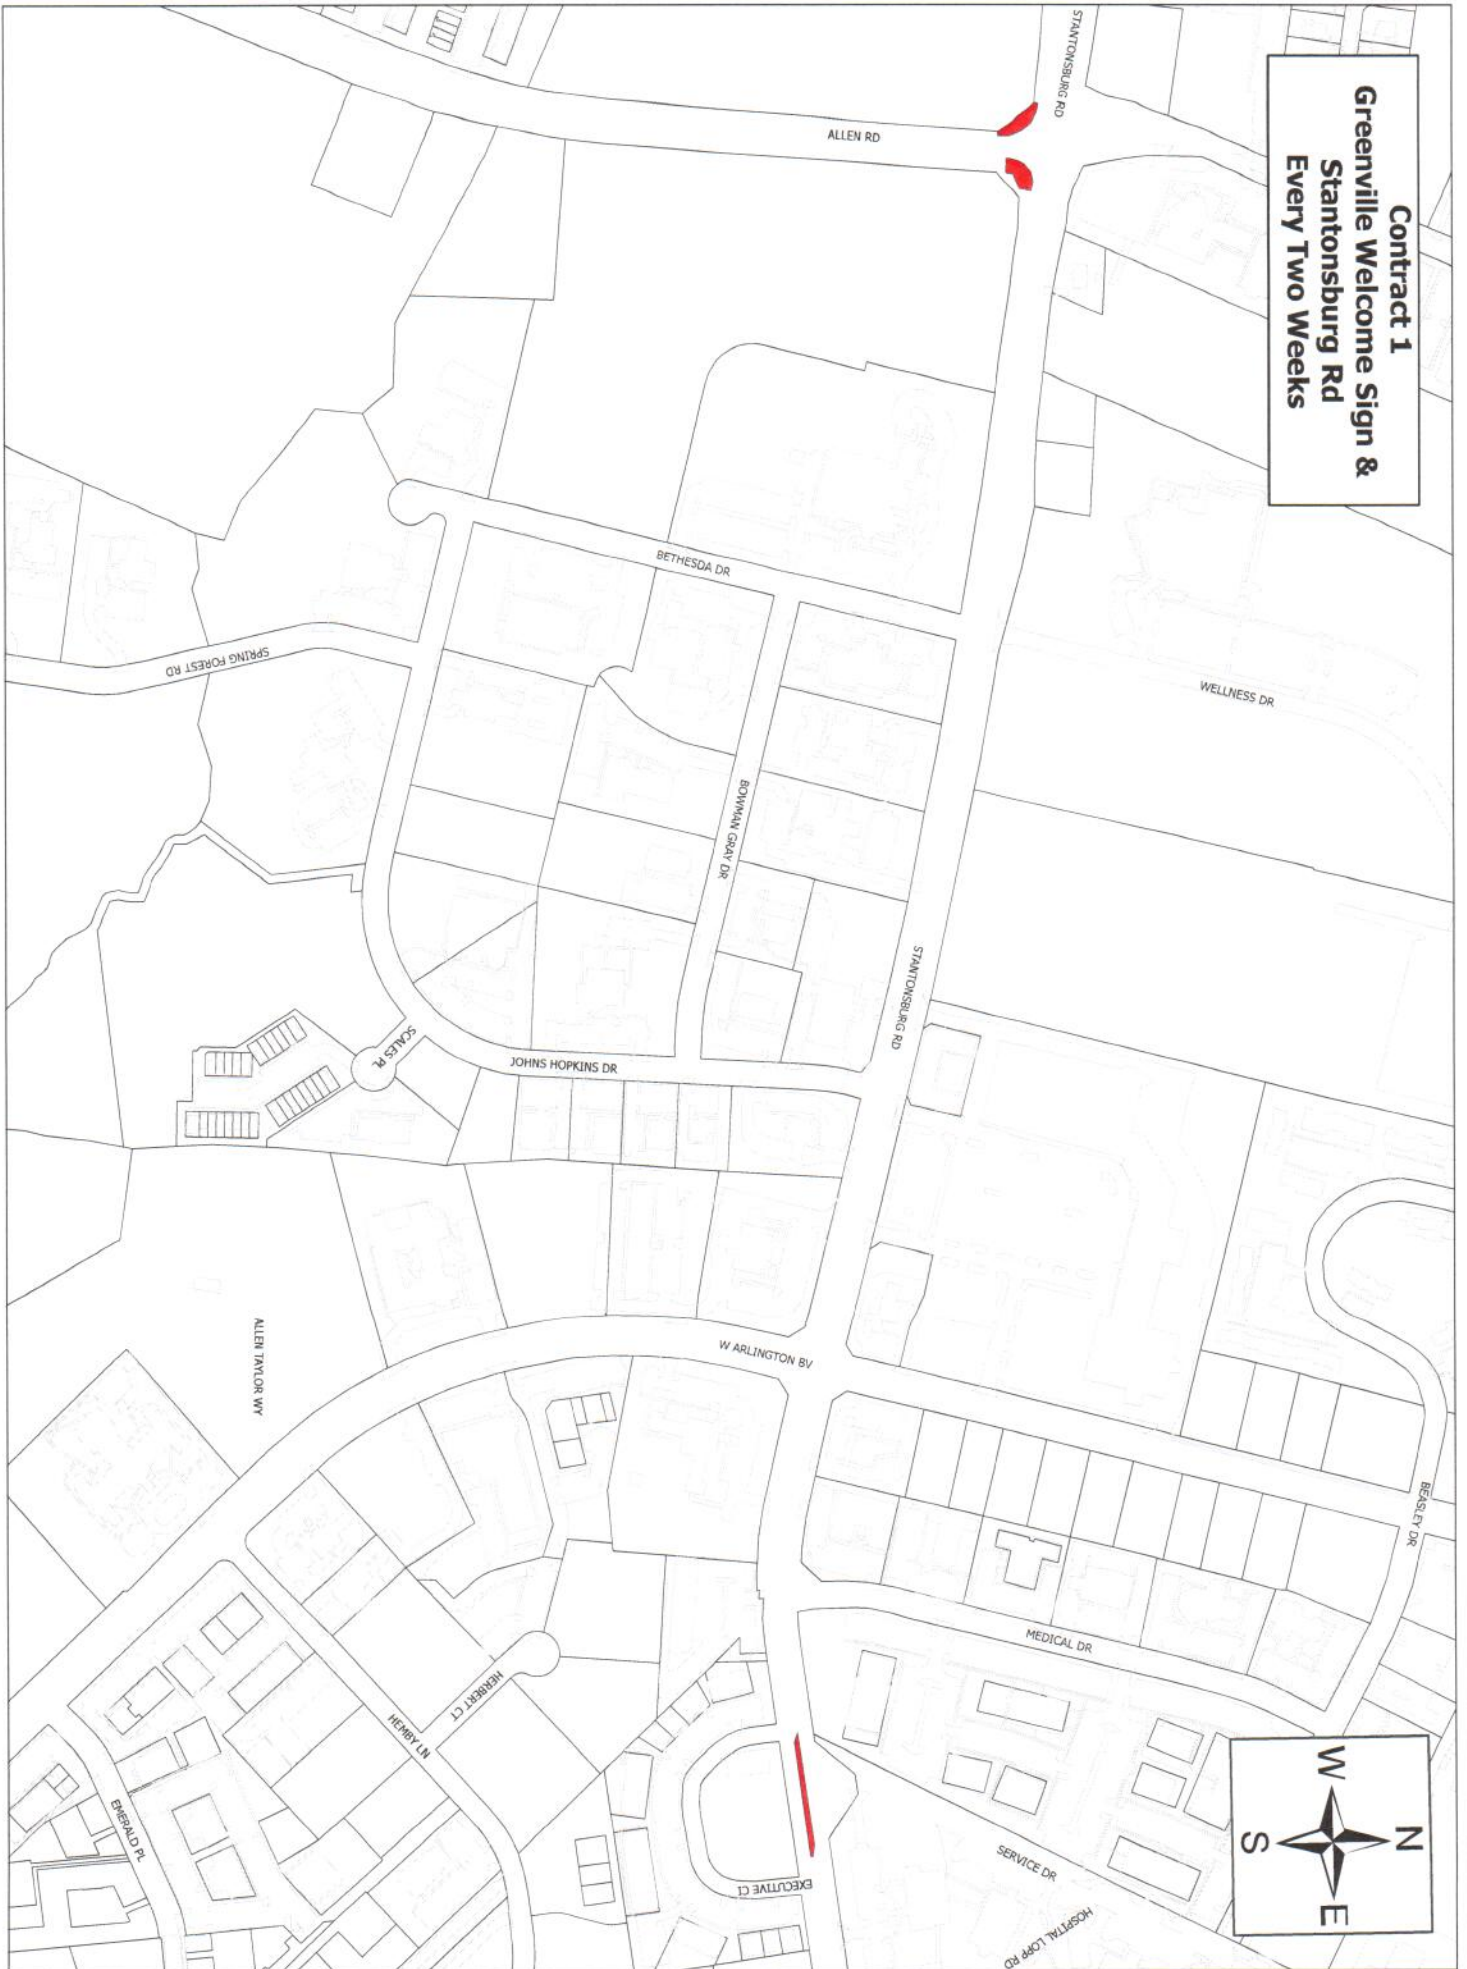 Contract 1
Greenville Welcome Sign &
Stantonsburg Rd
Every Two Weeks
STANTONSBURG RD
ALLEN RD
BETHESDA DR
WELLNESS DR
SPRING FOREST RD
BOWMAN GRAY DR
STANTONSBURG RD
SCALES PL
JOHNS HOPKINS DR
ALLEN TAYLOR WY
W ARLINGTON BV
BEASLEY DR
MEDICAL DR
HERBERT CT
HEMBY LN
EMERALD PL
EXECUTIVE CI
SERVICE DR
HOSPITAL LOPP RD
N
W
E
S